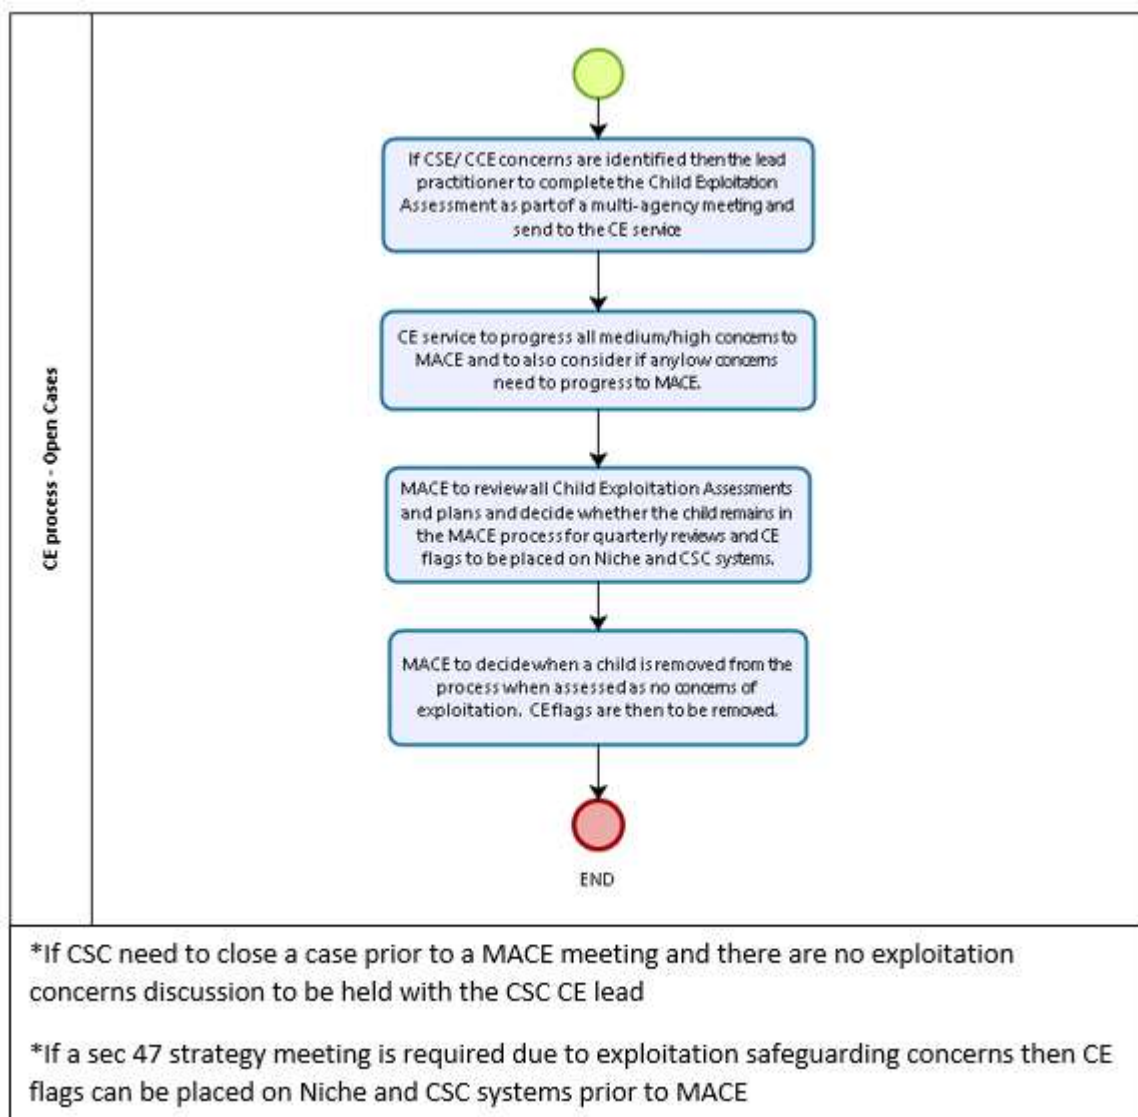 CE process - Open Cases
If CSE/ CCE concerns are identified then the lead
practitioner to complete the Child Exploitation
Assessment as part of a multi-agency meeting and
send to the CE service
CE service to progress all medium/high concerns to
MACE and to also consider if any low concerns
need to progress to MACE.
MACE to review all Child Exploitation Assessments
and plans and decide whether the child remains in
the MACE process for quarterly reviews and CE
flags to be placed on Niche and CSC systems.
MACE to decide when a child is removed from the
process when assessed as no concerns of
exploitation. CE flags are then to be removed.
END
*If CSC need to close a case prior to a MACE meeting and there are no exploitation
concerns discussion to be held with the CSC CE lead
*If a sec 47 strategy meeting is required due to exploitation safeguarding concerns then CE
flags can be placed on Niche and CSC systems prior to MACE